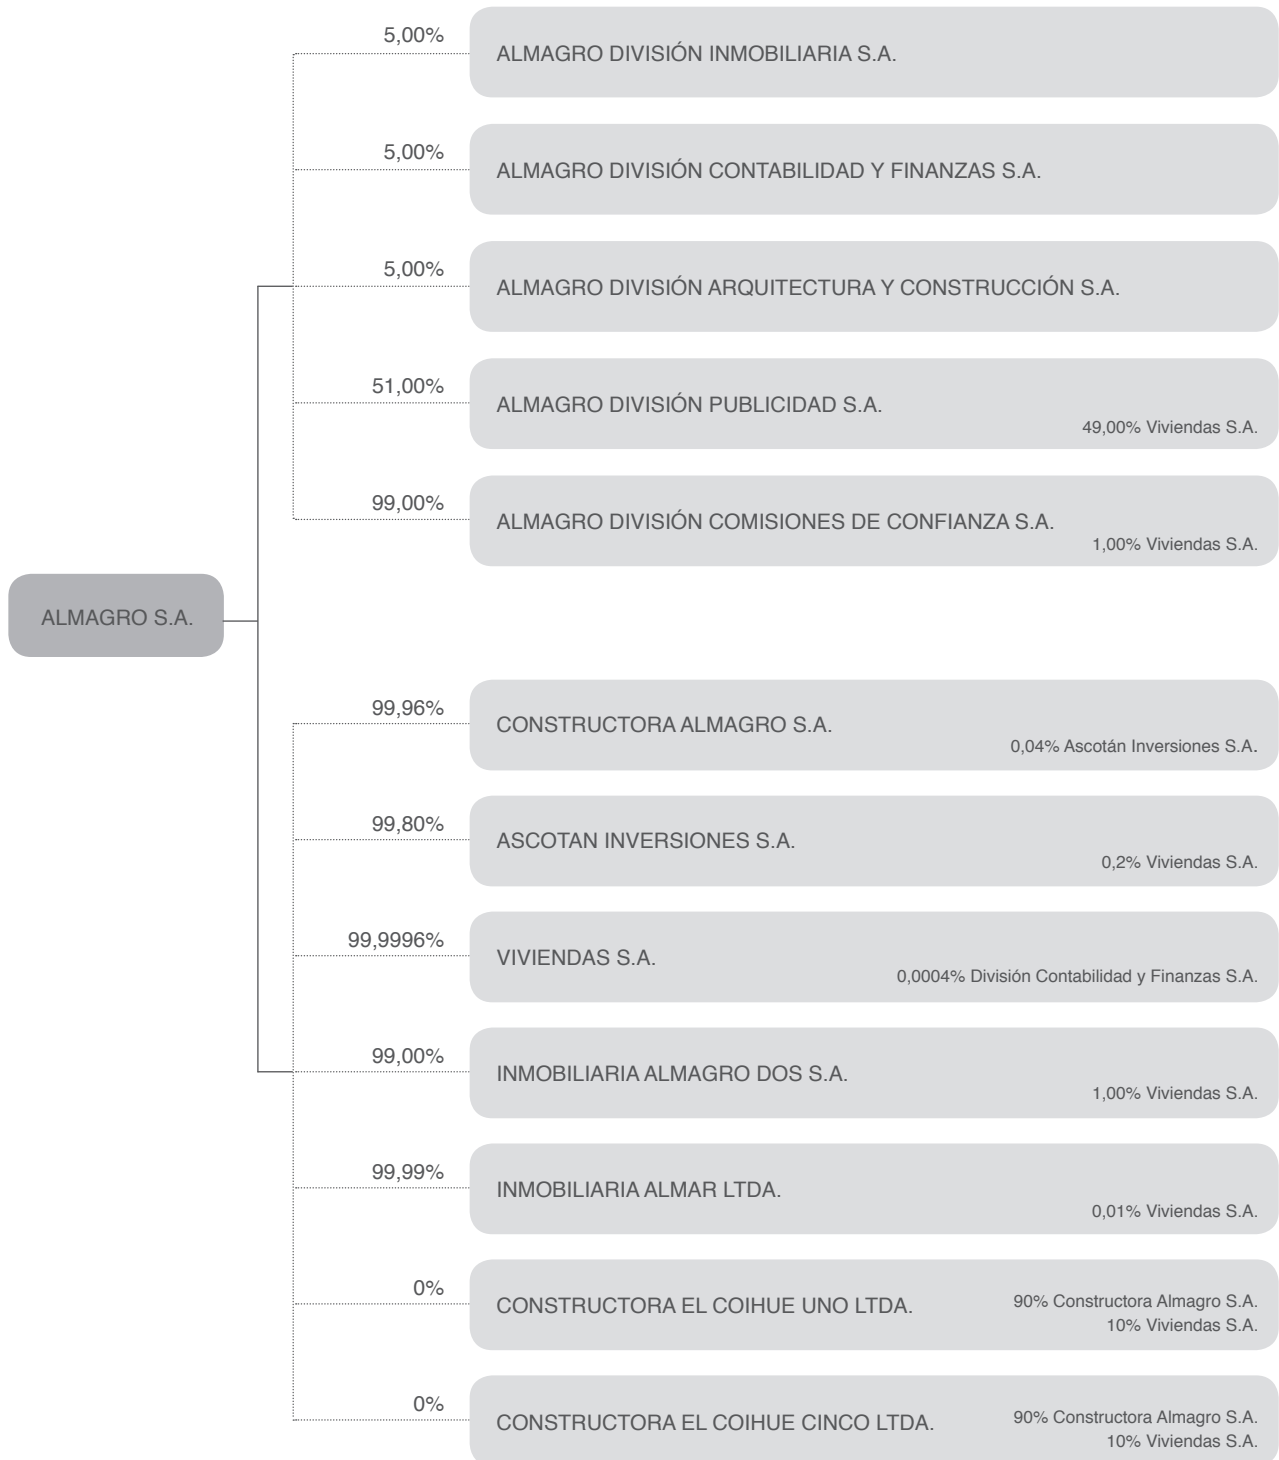 5,00%
ALMAGRO DIVISIÓN INMOBILIARIA S.A.
5,00%
ALMAGRO DIVISIÓN CONTABILIDAD Y FINANZAS S.A.
5,00%
ALMAGRO DIVISIÓN ARQUITECTURA Y CONSTRUCCIÓN S.A.
51,00%
ALMAGRO DIVISIÓN PUBLICIDAD S.A.
49,00% Viviendas S.A.
99,00%
ALMAGRO DIVISIÓN COMISIONES DE CONFIANZA S.A.
1,00% Viviendas S.A.
ALMAGRO S.A.
99,96%
CONSTRUCTORA ALMAGRO S.A.
0,04% Ascotán Inversiones S.A.
99,80%
ASCOTAN INVERSIONES S.A.
0,2% Viviendas S.A.
99,9996%
VIVIENDAS S.A.
0,0004% División Contabilidad y Finanzas S.A.
99,00%
INMOBILIARIA ALMAGRO DOS S.A.
1,00% Viviendas S.A.
99,99%
INMOBILIARIA ALMAR LTDA.
0,01% Viviendas S.A.
0%
CONSTRUCTORA EL COIHUE UNO LTDA.
90% Constructora Almagro S.A.
10% Viviendas S.A.
0%
CONSTRUCTORA EL COIHUE CINCO LTDA.
90% Constructora Almagro S.A.
10% Viviendas S.A.